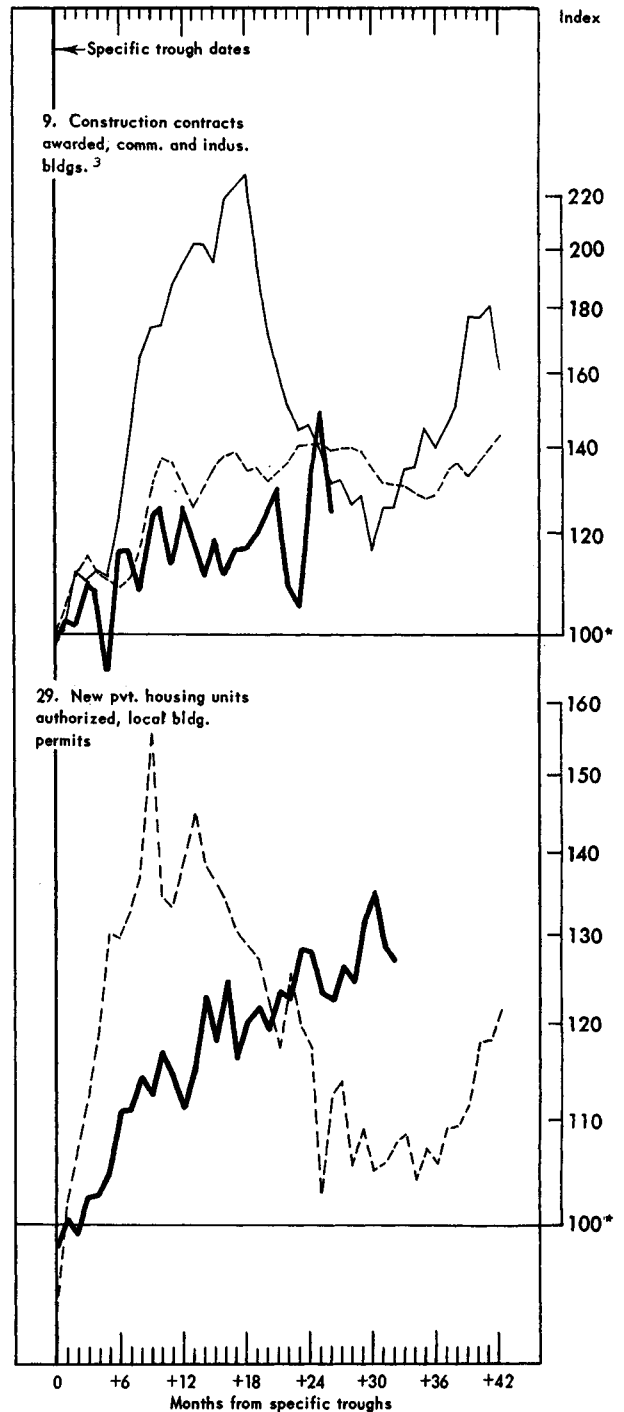 Index
Specific trough dates
9. Construction contracts
awarded, comm. and indus.
bldgs. 3
220
200
180
160
140
120
100*
29. New pvt. housing units
authorized, local bldg.
permits
160
150
140
130
120
110
100*
0 +6 +12 +18 +24 +30 +36 +42
Months from specific troughs